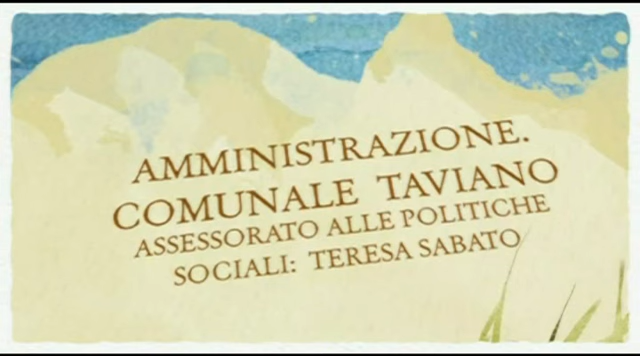 AMMINISTRAZIONE.
COMUNALE TAVIANO
ASSESSORATO ALLE POLITICHE
SOCIALI: TERESA SABATO